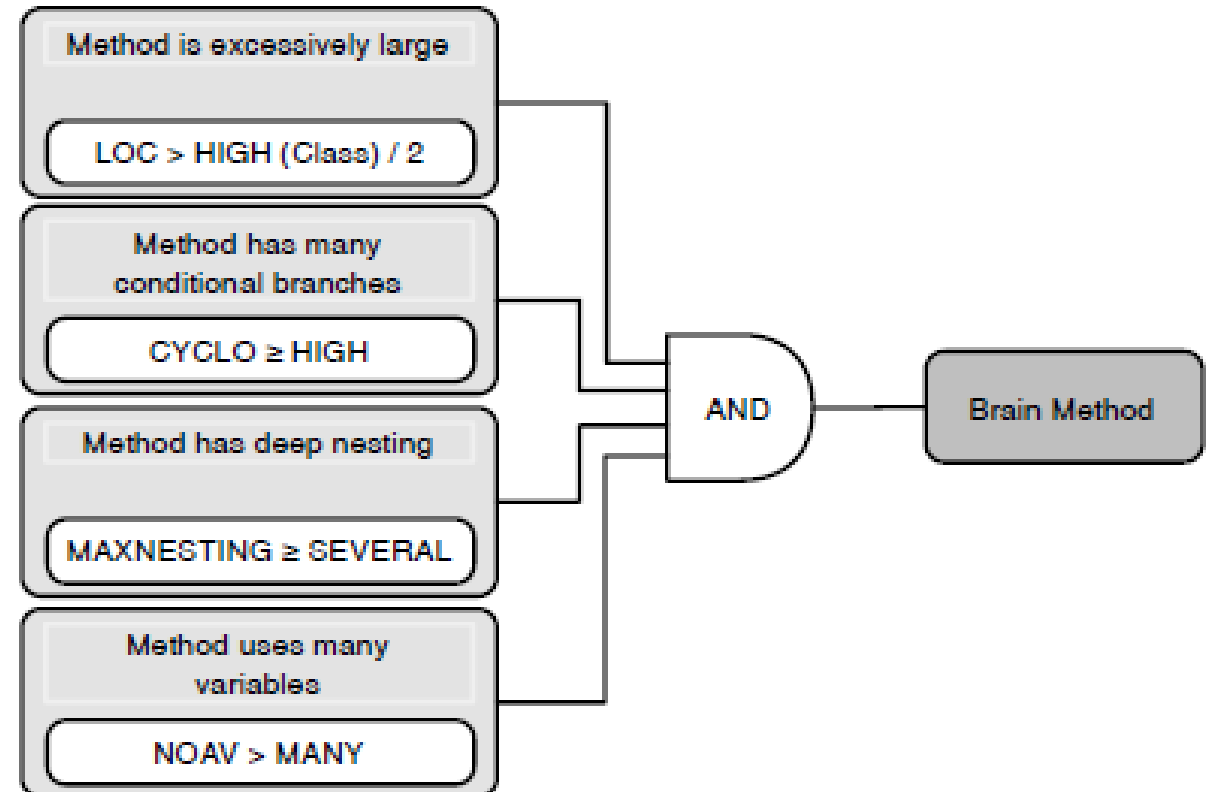 Method is excessively large
LOC > HIGH (Class) / 2
Method has many
conditional branches
CYCLO ≥ HIGH
Method has deep nesting
MAXNESTING ≥ SEVERAL
Method uses many
variables
NOAV > MANY
AND
Brain Method